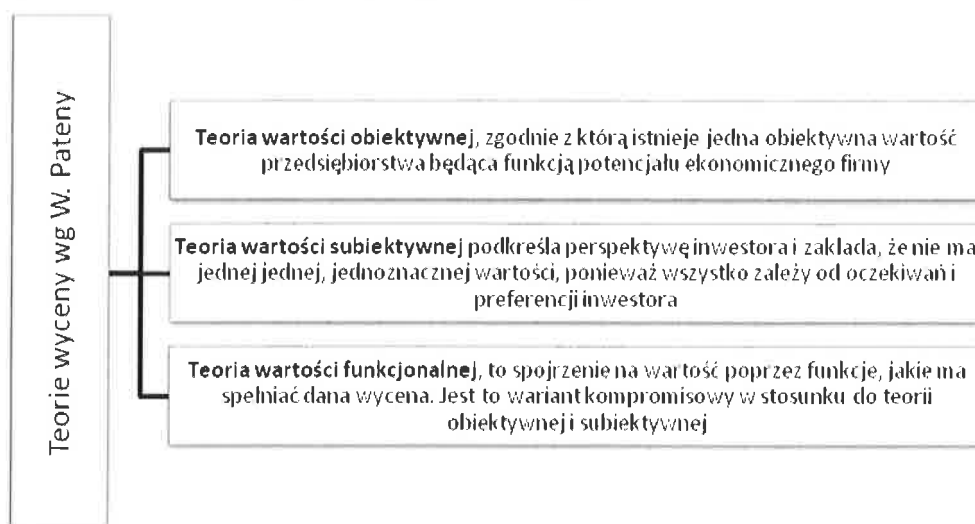 Teorie wyceny wg W. Pateny
Teoria wartości obiektywnej, zgodnie z którą istnieje jedna obiektywna wartość
przedsiębiorstwa będąca funkcją potencjału ekonomicznego firmy
Teoria wartości subiektywnej podkreśla perspektywę inwestora i zaklada, że nie ma
jednej jednej, jednoznacznej wartości, ponieważ wszystko zależy od oczekiwań i
preferencji inwestora
Teoria wartości funkcjonalnej, to spojrzenie na wartość poprzez funkcje, jakie ma
spełniać dana wycena. Jest to wariant kompromisowy w stosunku do teorii
obiektywnej i subiektywnej